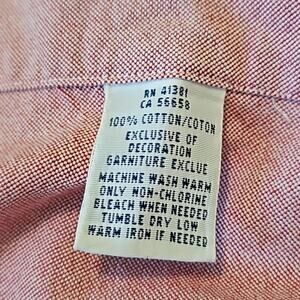 RN 41381
CA 56658
100% COTTON/COTON
EXCLUSIVE OF
DECORATION
GARNITURE EXCLUE
MACHINE WASH WARM
ONLY NON-CHLORINE
BLEACH WHEN NEEDED
TUMBLE DRY LOW
WARM IRON IF NEEDED